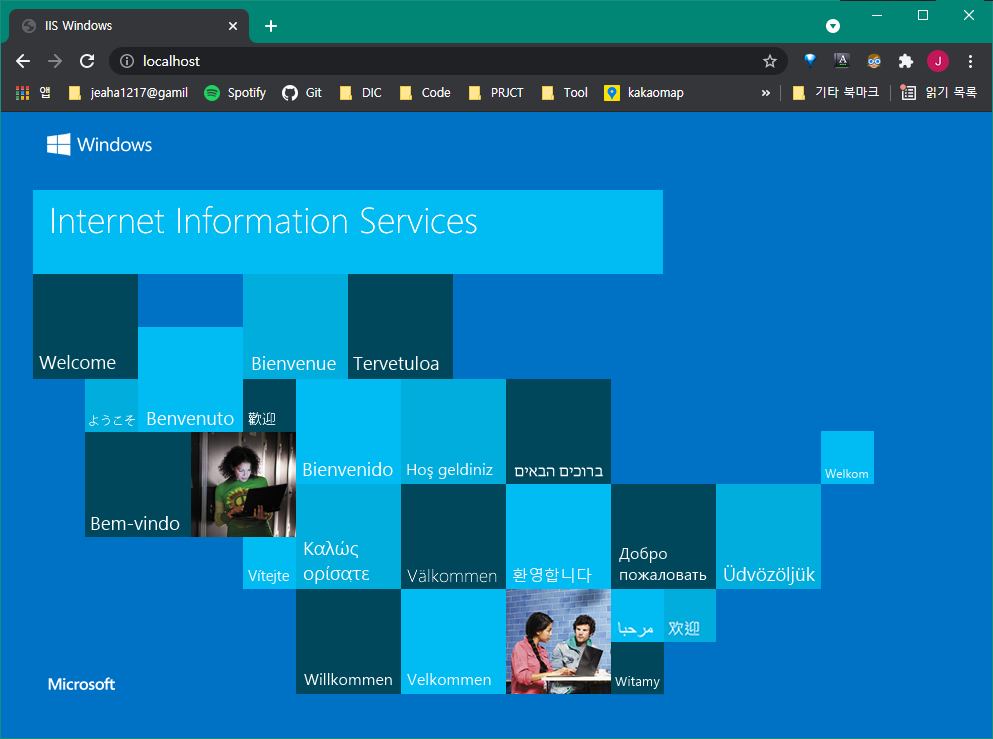 IIS Windows
localhost
J
앱
jeaha1217@gamil
Spotify
Git
DIC
Code
PRJCT
Tool
kakaomap
»
기타 북마크
읽기 목록
Windows
Internet Information Services
Welcome
Bienvenue
Tervetuloa
ようこそ
Benvenuto
歡迎
Bienvenido
Hoş geldiniz
ברוכים הבאים
Welkom
Bem-vindo
Vítejte
Καλώς
ορίσατε
Välkommen
환영합니다
Добро
пожаловать
Üdvözöljük
Willkommen
Velkommen
مرحبا
欢迎
Witamy
Microsoft